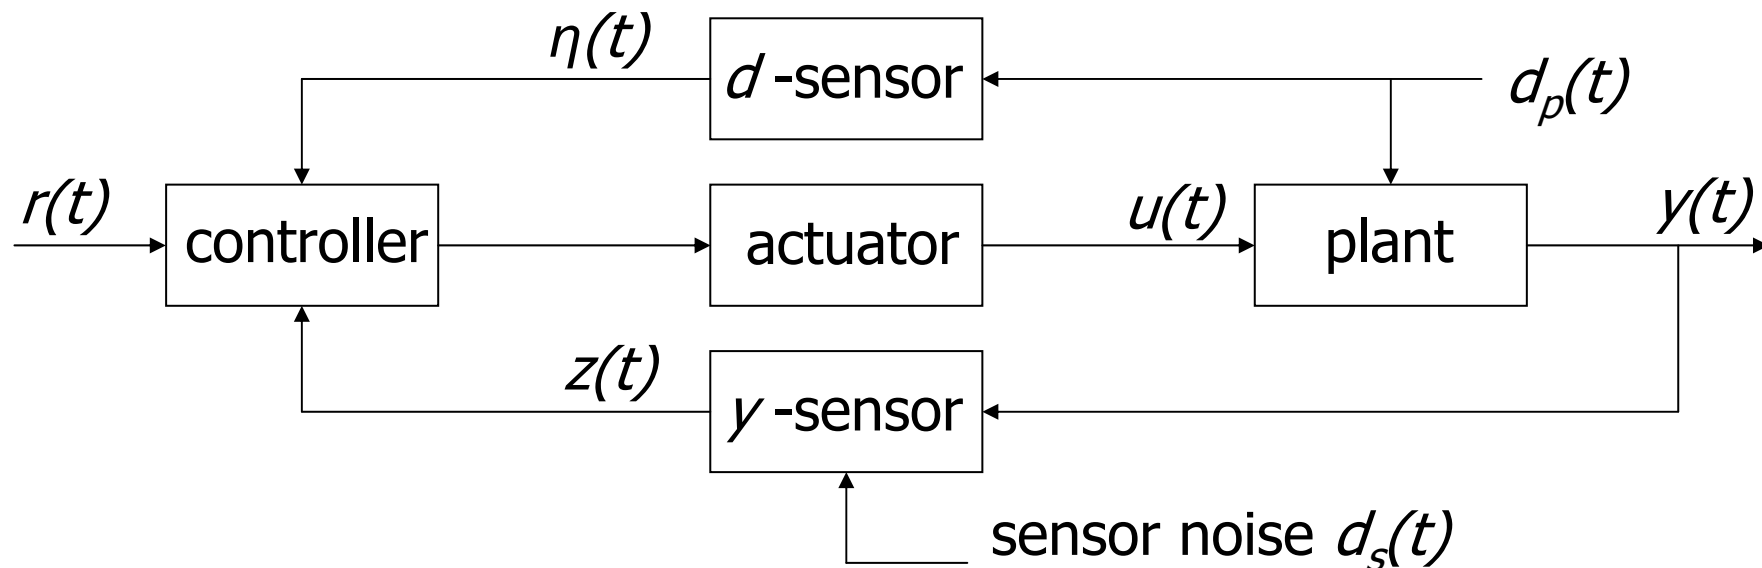 η(t)
d -sensor
d_p(t)
r(t)
controller
actuator
u(t)
plant
y(t)
z(t)
y -sensor
sensor noise d_s(t)